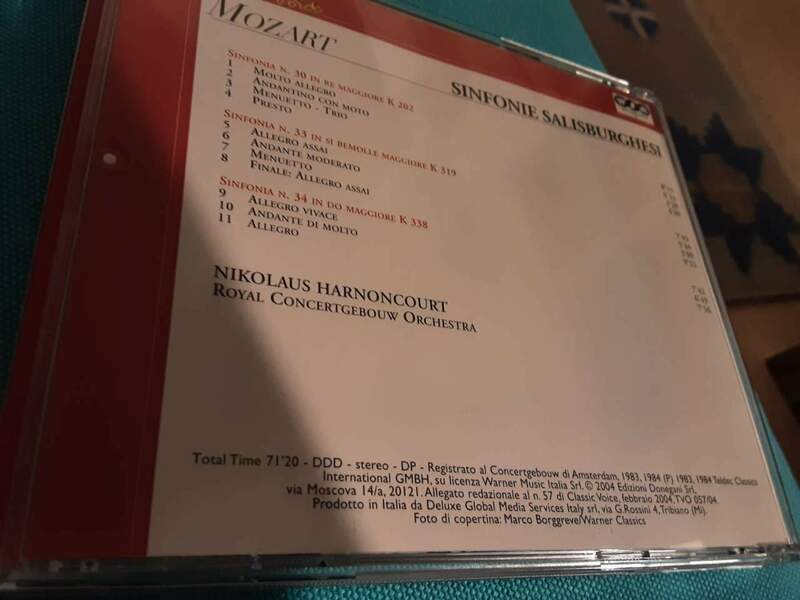 MOZART
SINFONIE SALISBURGHESI
SINFONIA N. 30 IN RE MAGGIORE K 202
1 MOLTO ALLEGRO
2 ANDANTINO CON MOTO
3 MENUETTO - TRIO
4 PRESTO
SINFONIA N. 33 IN SI BEMOLLE MAGGIORE K 319
5 ALLEGRO ASSAI
6 ANDANTE MODERATO
7 MENUETTO
8 FINALE: ALLEGRO ASSAI
SINFONIA N. 34 IN DO MAGGIORE K 338
9 ALLEGRO VIVACE
10 ANDANTE DI MOLTO
11 ALLEGRO
NIKOLAUS HARNONCOURT
ROYAL CONCERTGEBOUW ORCHESTRA
Total Time 71'20 - DDD - stereo - DP - Registrato al Concertgebouw di Amsterdam, 1983, 1984 (P) 1983, 1984 Teldec Classics
International GMBH, su licenza Warner Music Italia Srl. © 2004 Edizioni Donegani Srl,
via Moscova 14/a, 20121. Allegato redazionale al n. 57 di Classic Voice, febbraio 2004, TVO 057/04.
Prodotto in Italia da Deluxe Global Media Services Italy srl, via G. Rossini 4, Tribiano (Mi).
Foto di copertina: Marco Borggreve/Warner Classics